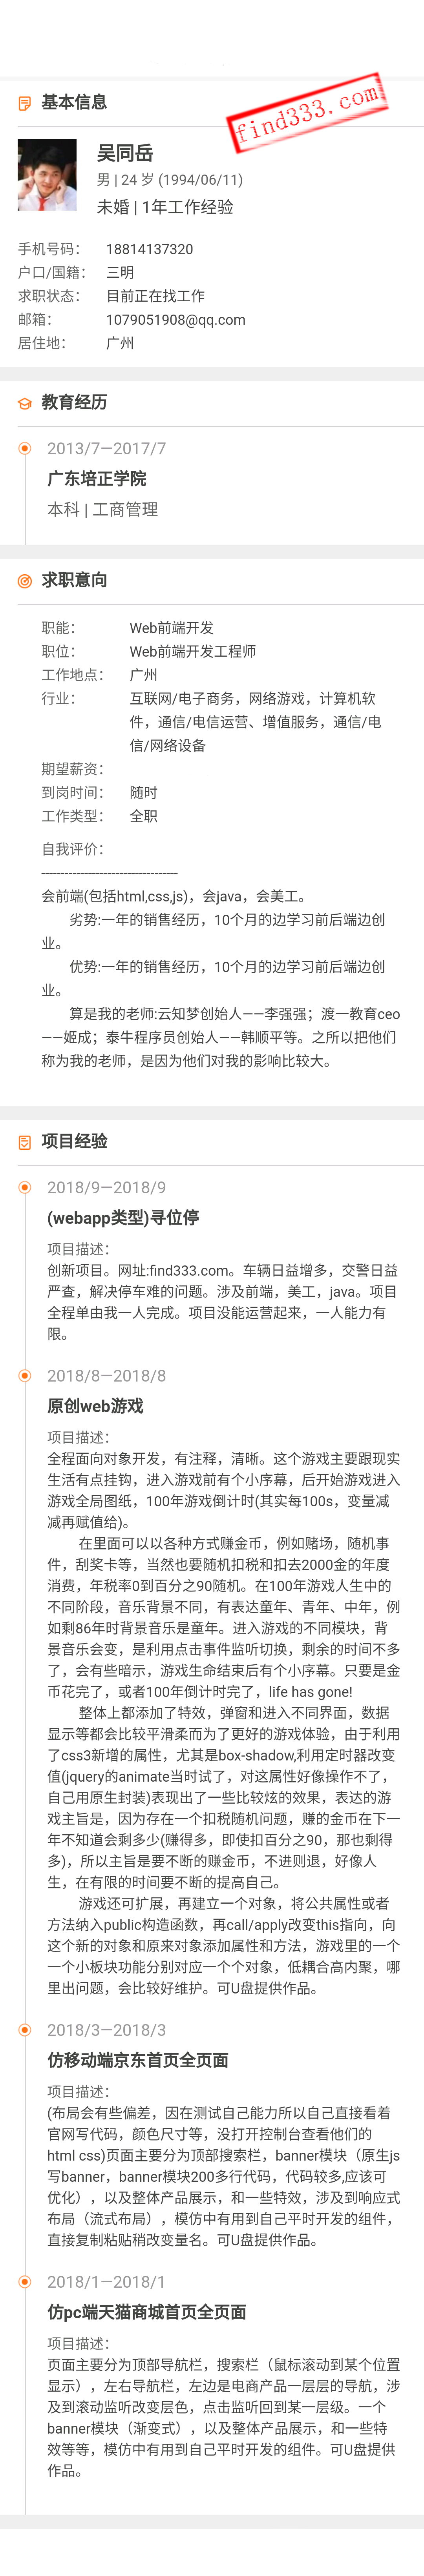 基本信息
find333.com
吴同岳
男 | 24 岁 (1994/06/11)
未婚 | 1年工作经验
手机号码： 18814137320
户口/国籍： 三明
求职状态： 目前正在找工作
邮箱： 1079051908@qq.com
居住地： 广州
教育经历
2013/7—2017/7
广东培正学院
本科 | 工商管理
求职意向
职能： Web前端开发
职位： Web前端开发工程师
工作地点： 广州
行业： 互联网/电子商务，网络游戏，计算机软
件，通信/电信运营、增值服务，通信/电
信/网络设备
期望薪资：
到岗时间： 随时
工作类型： 全职
自我评价：
-----------------------------------
会前端(包括html,css,js)，会java，会美工。
劣势:一年的销售经历，10个月的边学习前后端边创
业。
优势:一年的销售经历，10个月的边学习前后端边创
业。
算是我的老师:云知梦创始人——李强强；渡一教育ceo
——姬成；泰牛程序员创始人——韩顺平等。之所以把他们
称为我的老师，是因为他们对我的影响比较大。
项目经验
2018/9—2018/9
(webapp类型)寻位停
项目描述：
创新项目。网址:find333.com。车辆日益增多，交警日益
严查，解决停车难的问题。涉及前端，美工，java。项目
全程单由我一人完成。项目没能运营起来，一人能力有
限。
2018/8—2018/8
原创web游戏
项目描述：
全程面向对象开发，有注释，清晰。这个游戏主要跟现实
生活有点挂钩，进入游戏前有个小序幕，后开始游戏进入
游戏全局图纸，100年游戏倒计时(其实每100s，变量减
减再赋值给)。
在里面可以以各种方式赚金币，例如赌场，随机事
件，刮奖卡等，当然也要随机扣税和扣去2000金的年度
消费，年税率0到百分之90随机。在100年游戏人生中的
不同阶段，音乐背景不同，有表达童年、青年、中年，例
如剩86年时背景音乐是童年。进入游戏的不同模块，背
景音乐会变，是利用点击事件监听切换，剩余的时间不多
了，会有些暗示，游戏生命结束后有个小序幕。只要是金
币花完了，或者100年倒计时完了，life has gone!
整体上都添加了特效，弹窗和进入不同界面，数据
显示等都会比较平滑柔而为了更好的游戏体验，由于利用
了css3新增的属性，尤其是box-shadow,利用定时器改变
值(jquery的animate当时试了，对这属性好像操作不了，
自己用原生封装)表现出了一些比较炫的效果，表达的游
戏主旨是，因为存在一个扣税随机问题，赚的金币在下一
年不知道会剩多少(赚得多，即使扣百分之90，那也剩得
多)，所以主旨是要不断的赚金币，不进则退，好像人
生，在有限的时间要不断的提高自己。
游戏还可扩展，再建立一个对象，将公共属性或者
方法纳入public构造函数，再call/apply改变this指向，向
这个新的对象和原来对象添加属性和方法，游戏里的一个
一个小板块功能分别对应一个个对象，低耦合高内聚，哪
里出问题，会比较好维护。可U盘提供作品。
2018/3—2018/3
仿移动端京东首页全页面
项目描述：
(布局会有些偏差，因在测试自己能力所以自己直接看着
官网写代码，颜色尺寸等，没打开控制台查看他们的
html css)页面主要分为顶部搜索栏，banner模块（原生js
写banner，banner模块200多行代码，代码较多,应该可
优化），以及整体产品展示，和一些特效，涉及到响应式
布局（流式布局），模仿中有用到自己平时开发的组件，
直接复制粘贴稍改变量名。可U盘提供作品。
2018/1—2018/1
仿pc端天猫商城首页全页面
项目描述：
页面主要分为顶部导航栏，搜索栏（鼠标滚动到某个位置
显示），左右导航栏，左边是电商产品一层层的导航，涉
及到滚动监听改变层色，点击监听回到某一层级。一个
banner模块（渐变式），以及整体产品展示，和一些特
效等等，模仿中有用到自己平时开发的组件。可U盘提供
作品。